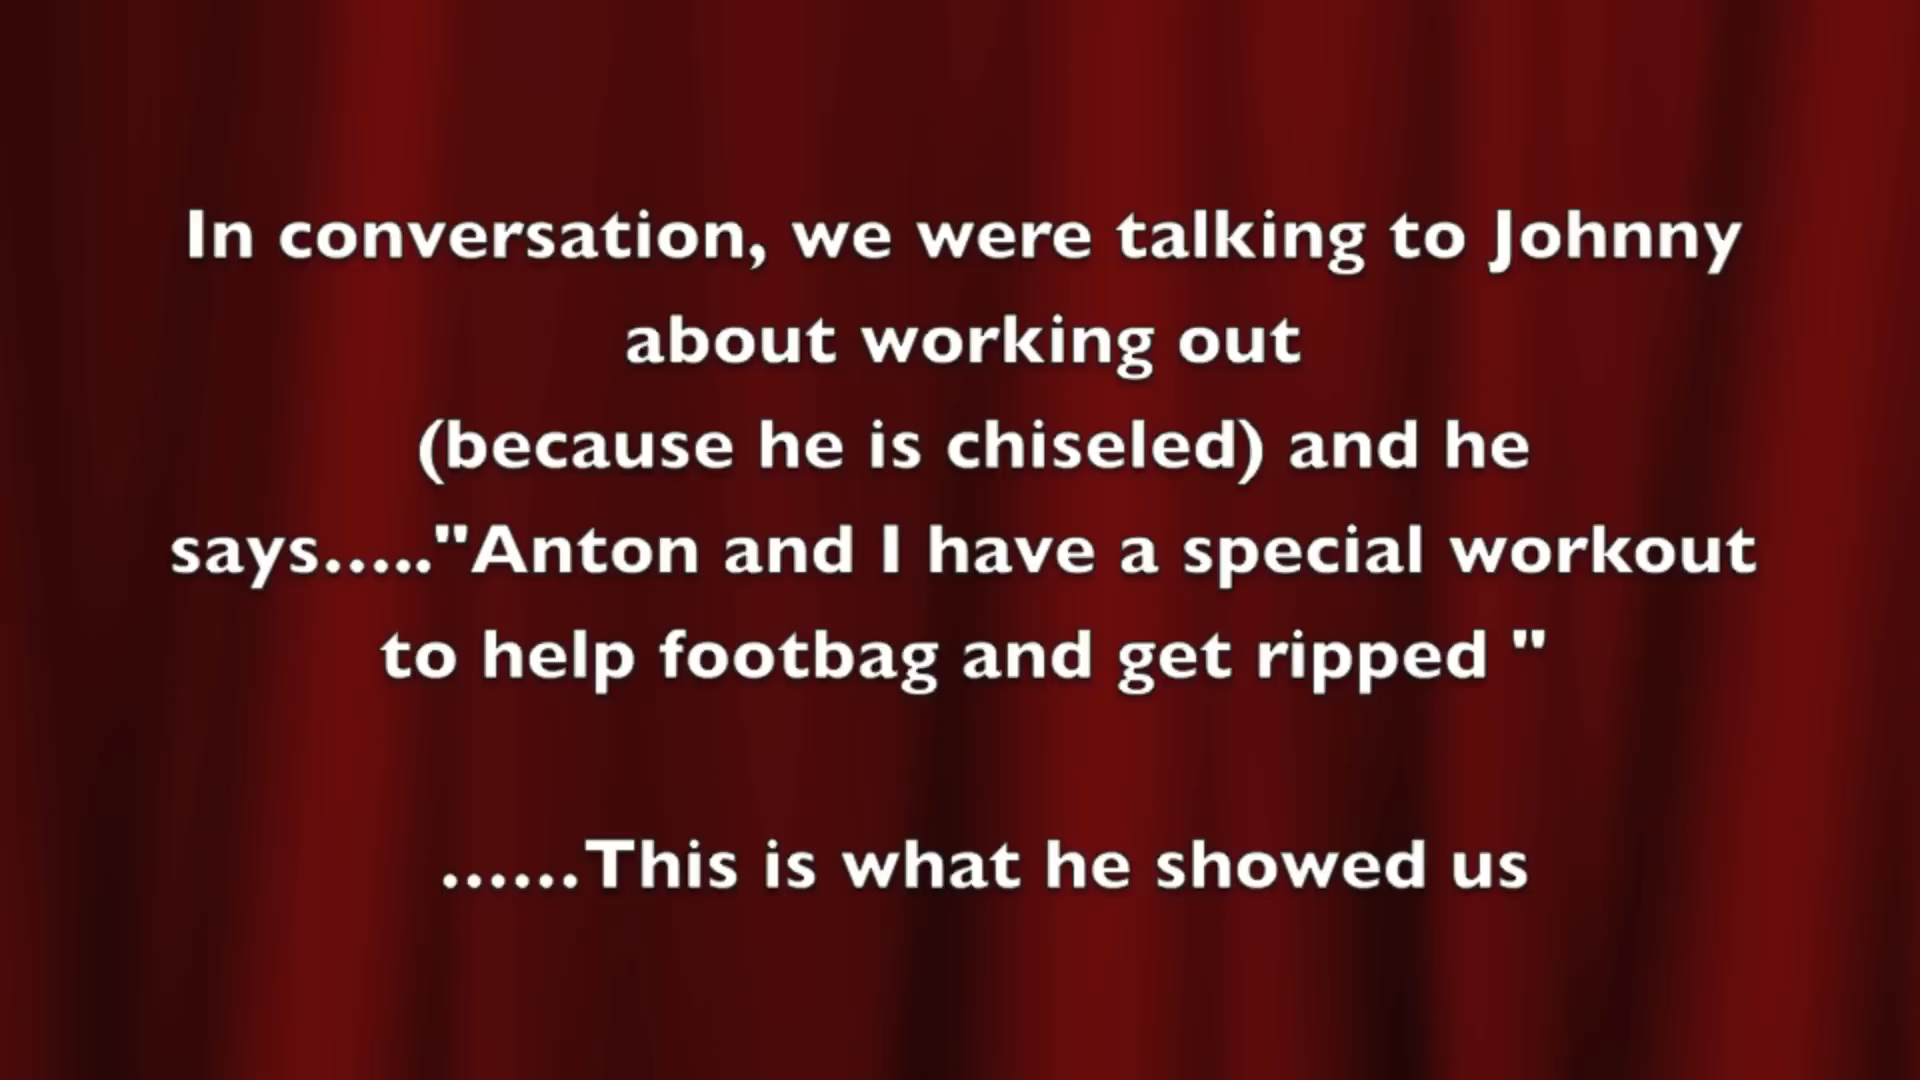 In conversation, we were talking to Johnny
about working out
(because he is chiseled) and he
says....."Anton and I have a special workout
to help footbag and get ripped "
......This is what he showed us